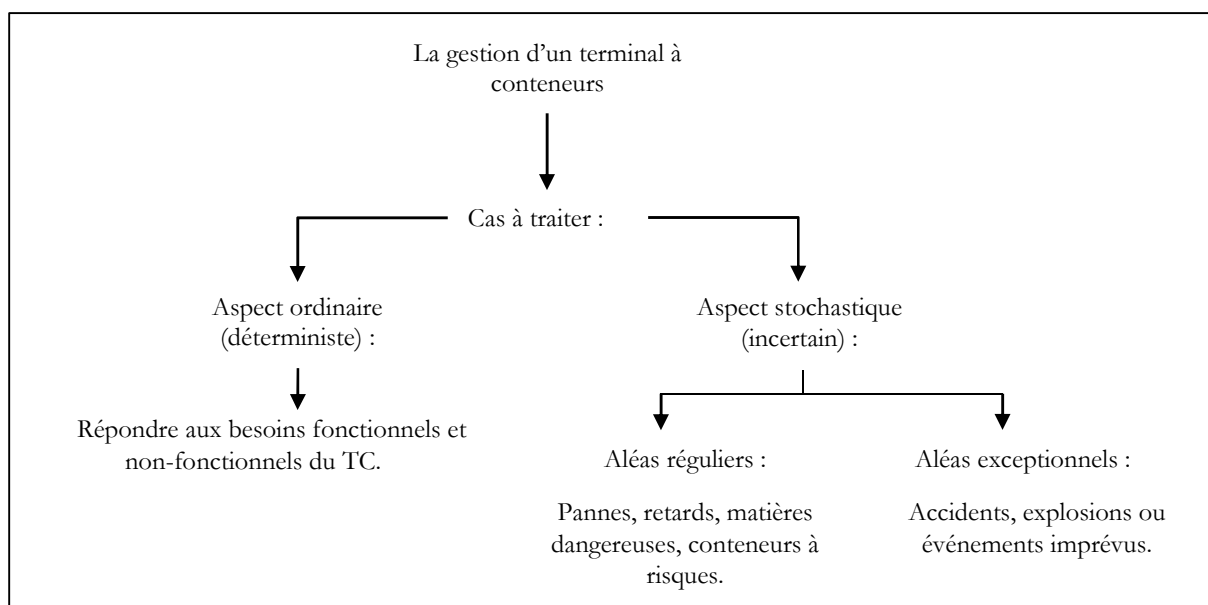 La gestion d’un terminal à
conteneurs
Cas à traiter :
Aspect ordinaire
(déterministe) :
Aspect stochastique
(incertain) :
Répondre aux besoins fonctionnels et
non-fonctionnels du TC.
Aléas réguliers :
Pannes, retards, matières
dangereuses, conteneurs à
risques.
Aléas exceptionnels :
Accidents, explosions ou
événements imprévus.